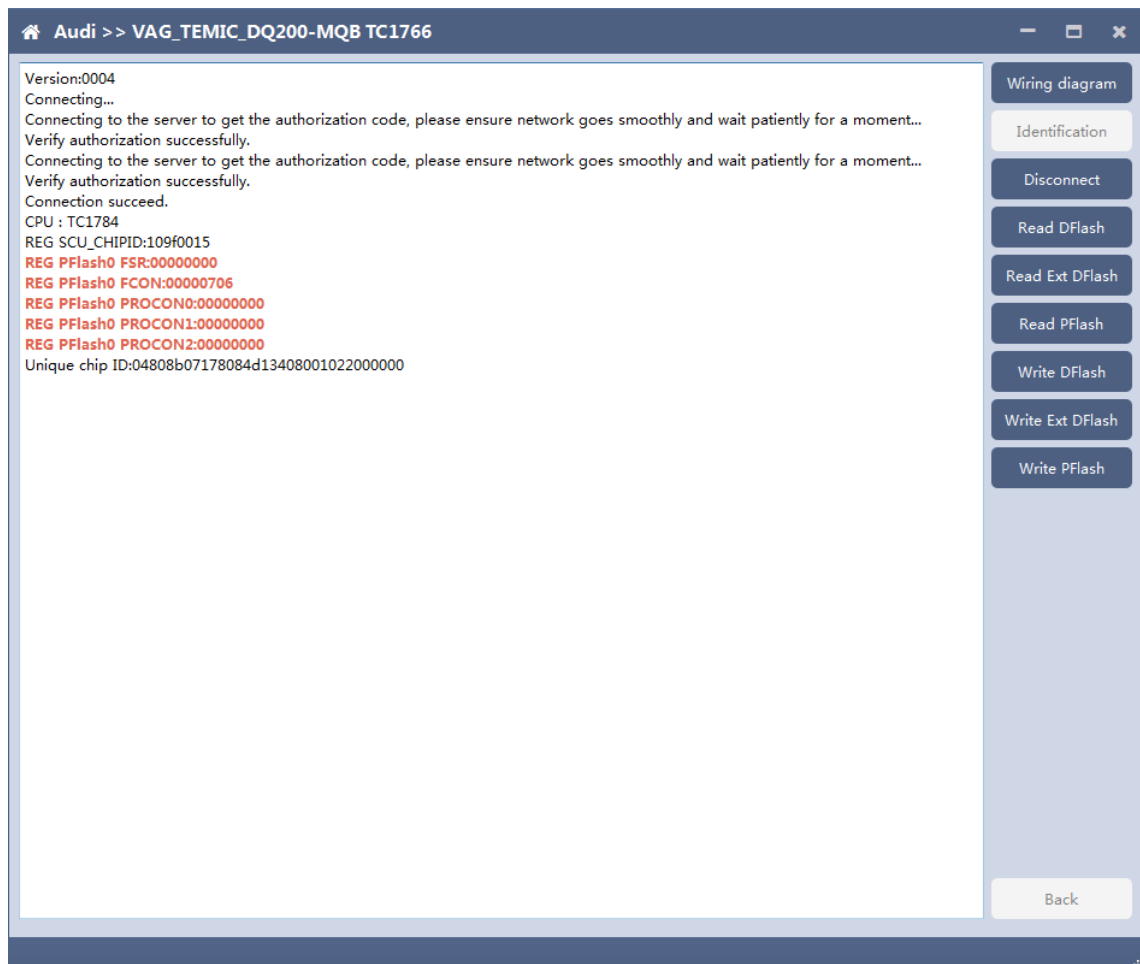 Audi >> VAG_TEMIC_DQ200-MQB TC1766
Version:0004
Connecting...
Connecting to the server to get the authorization code, please ensure network goes smoothly and wait patiently for a moment...
Verify authorization successfully.
Connecting to the server to get the authorization code, please ensure network goes smoothly and wait patiently for a moment...
Verify authorization successfully.
Connection succeed.
CPU : TC1784
REG SCU_CHIPID:109f0015
REG PFlash0 FSR:00000000
REG PFlash0 FCON:00000706
REG PFlash0 PROCON0:00000000
REG PFlash0 PROCON1:00000000
REG PFlash0 PROCON2:00000000
Unique chip ID:04808b07178084d13408001022000000
Wiring diagram
Identification
Disconnect
Read DFlash
Read Ext DFlash
Read PFlash
Write DFlash
Write Ext DFlash
Write PFlash
Back